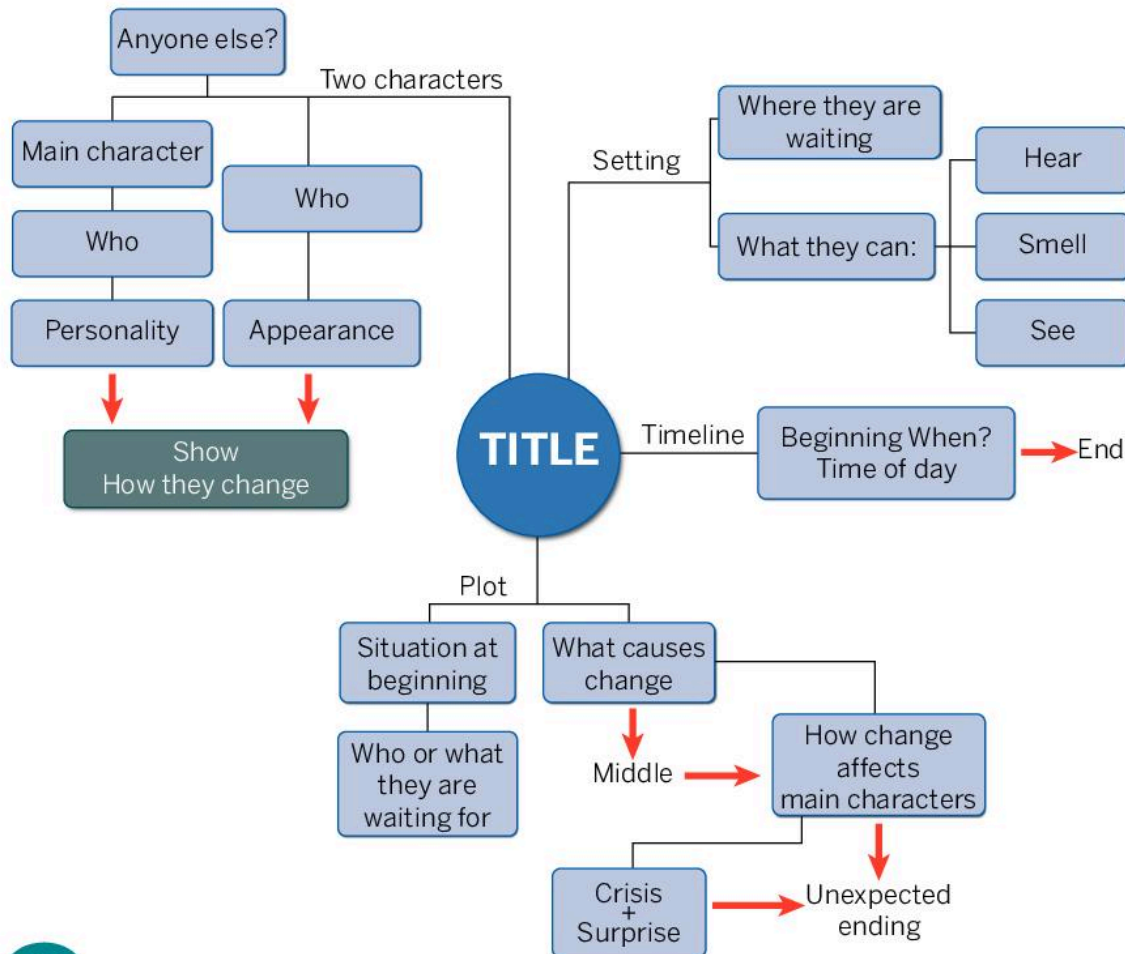 Anyone else?
Two characters
Main character
Who
Personality
Who
Appearance
Show
How they change
Setting
Where they are
waiting
What they can:
Hear
Smell
See
TITLE
Timeline
Beginning When?
Time of day
End
Plot
Situation at
beginning
Who or what
they are
waiting for
What causes
change
Middle
How change
affects
main characters
Crisis
+
Surprise
Unexpected
ending